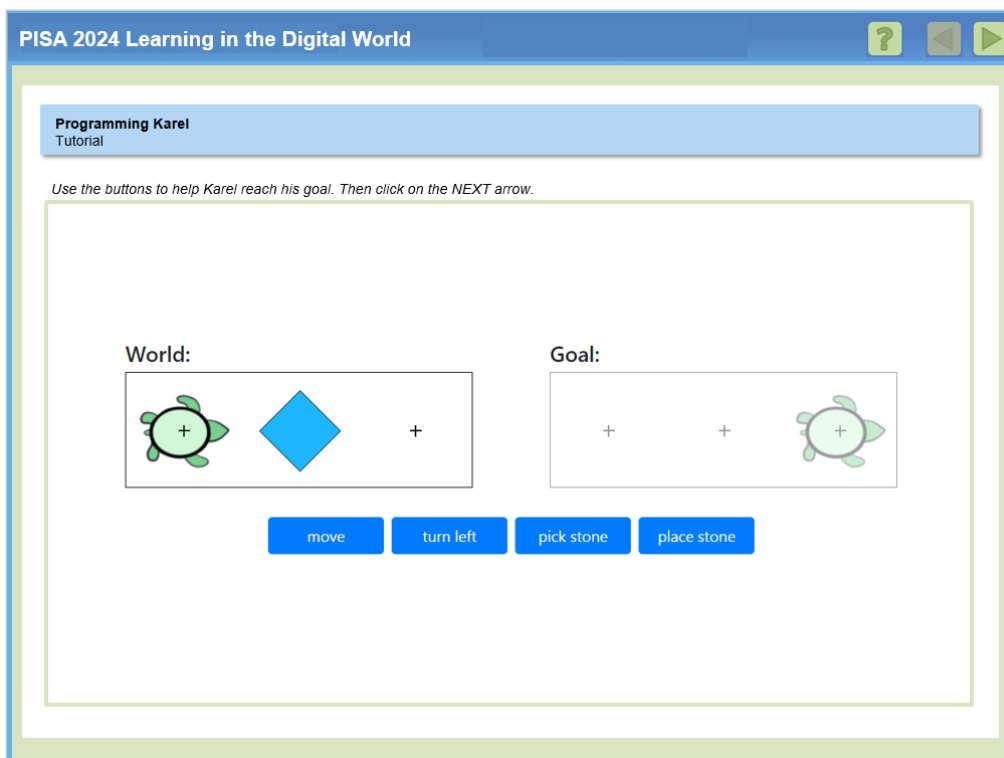 PISA 2024 Learning in the Digital World
?
Programming Karel
Tutorial
Use the buttons to help Karel reach his goal. Then click on the NEXT arrow.
World:
Goal:
move
turn left
pick stone
place stone